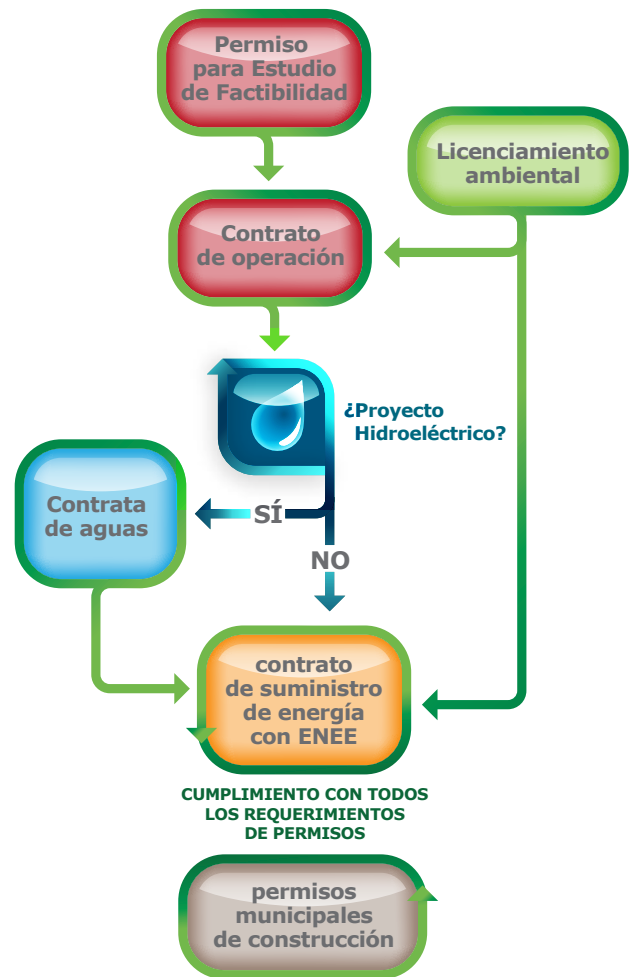 Permiso
para Estudio
de Factibilidad
Licenciamiento
ambiental
Contrato
de operación
¿Proyecto
Hidroeléctrico?
Contrata
de aguas
SÍ
NO
contrato
de suministro
de energía
con ENEE
CUMPLIMIENTO CON TODOS
LOS REQUERIMIENTOS
DE PERMISOS
permisos
municipales
de construcción